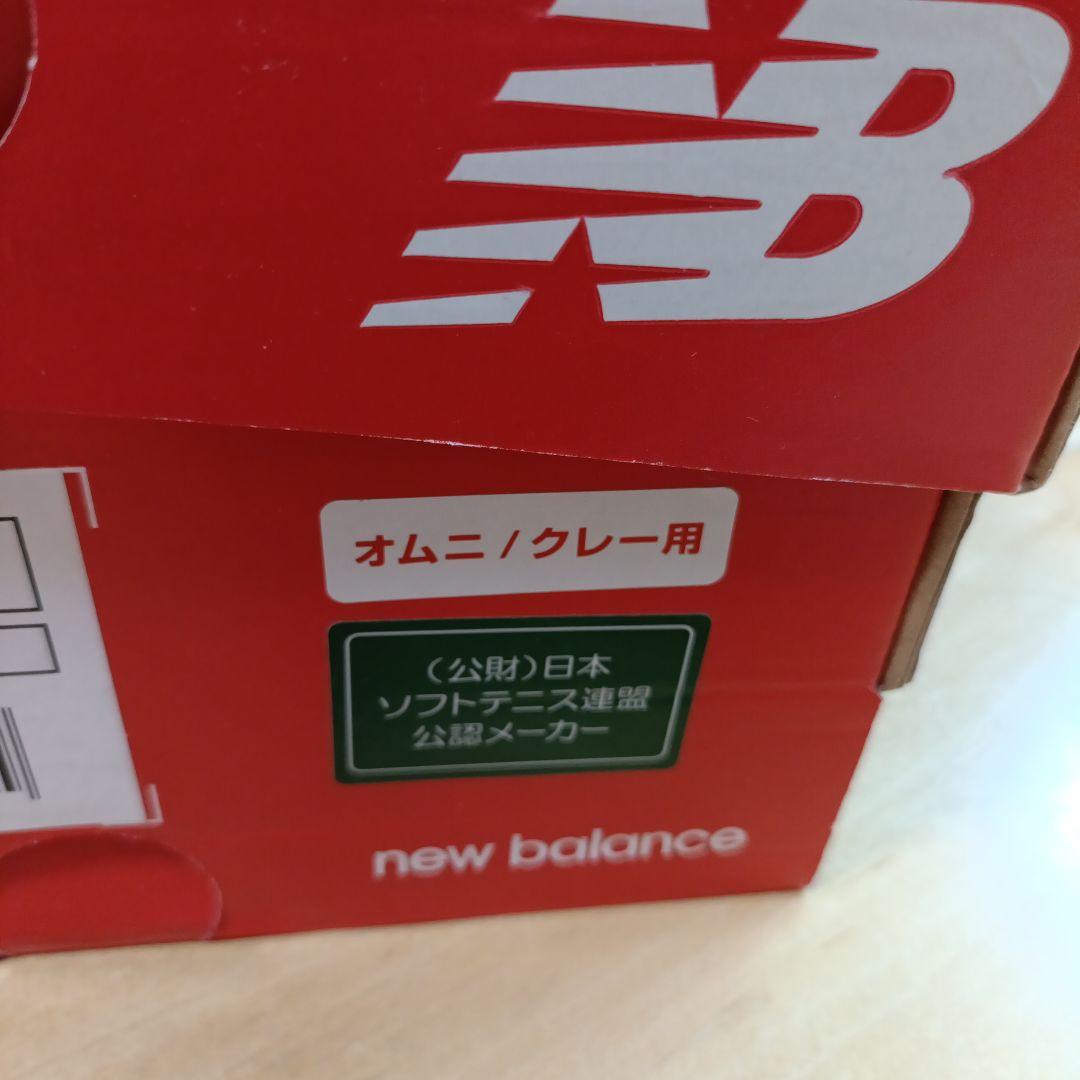 NB
オムニ/クレー用
(公財)日本
ソフトテニス連盟
公認メーカー
new balance